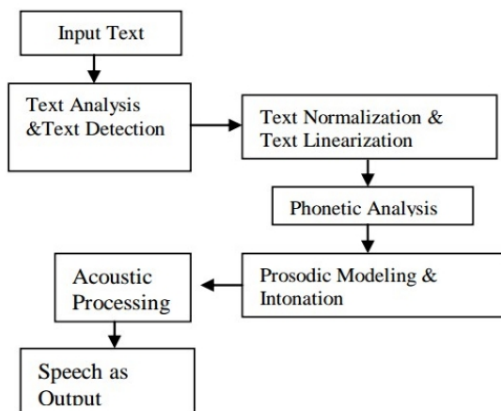 Input Text
Text Analysis
&Text Detection
Text Normalization &
Text Linearization
Phonetic Analysis
Prosodic Modeling &
Intonation
Acoustic
Processing
Speech as
Output